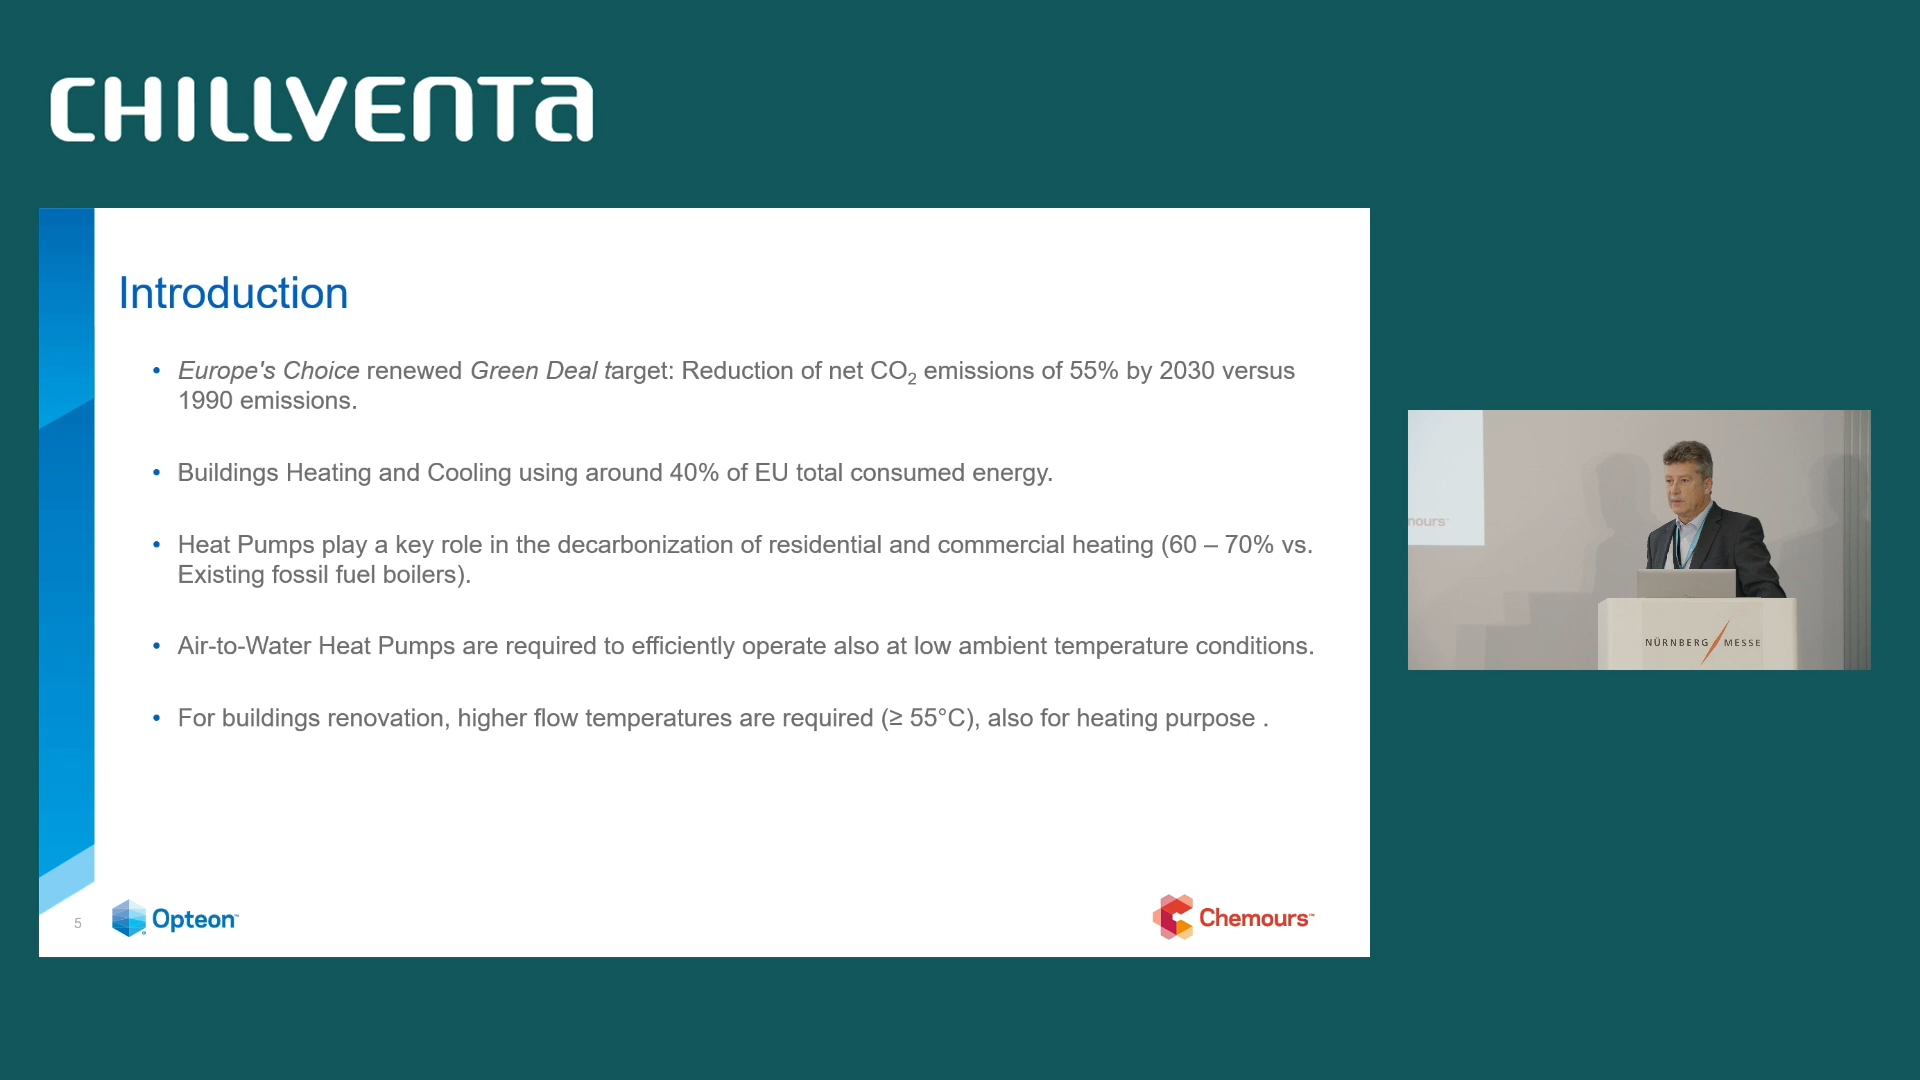 CHILLVENTA
Introduction
• Europe's Choice renewed Green Deal target: Reduction of net CO₂ emissions of 55% by 2030 versus
1990 emissions.
• Buildings Heating and Cooling using around 40% of EU total consumed energy.
• Heat Pumps play a key role in the decarbonization of residential and commercial heating (60 – 70% vs.
Existing fossil fuel boilers).
• Air-to-Water Heat Pumps are required to efficiently operate also at low ambient temperature conditions.
• For buildings renovation, higher flow temperatures are required (≥ 55°C), also for heating purpose .
5
Opteon™
Chemours™
nours™
NÜRNBERG MESSE